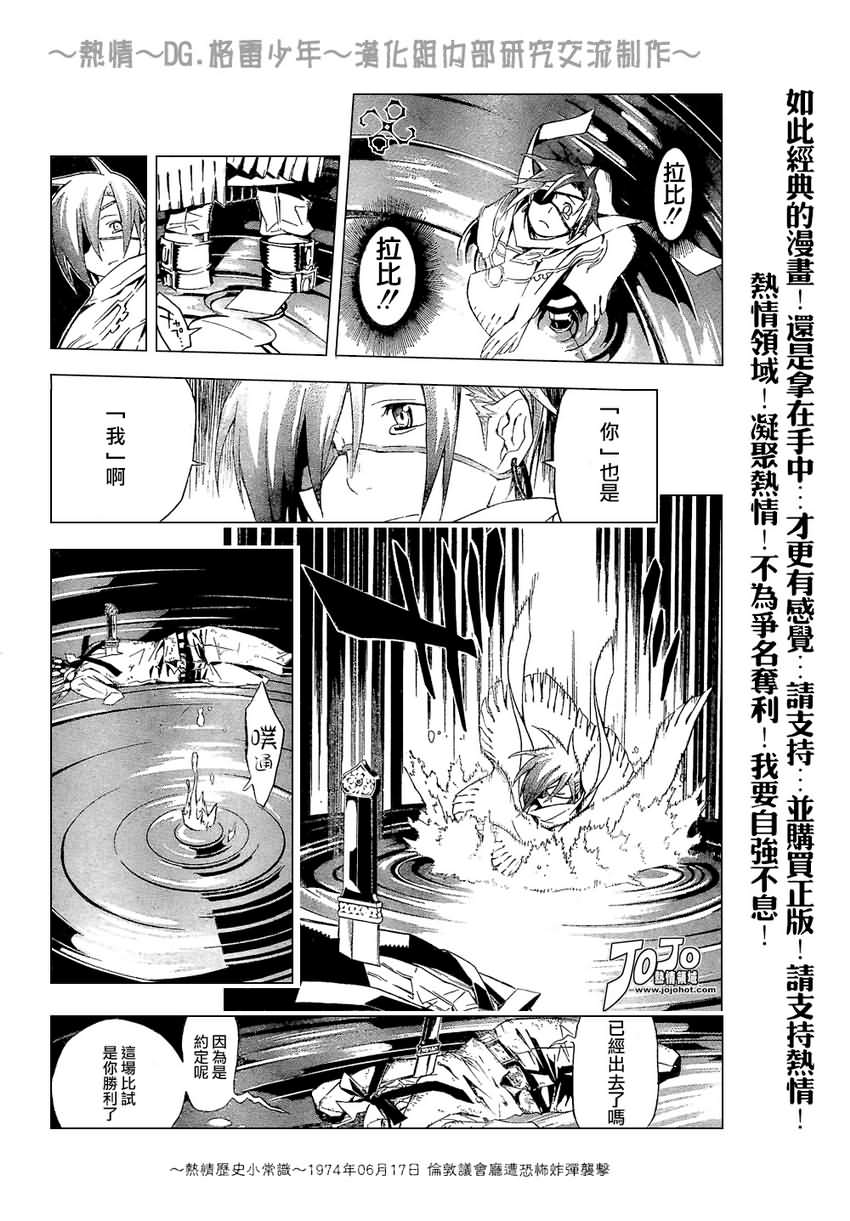 ～熱情～DG.格雷少年～漢化組内部研究交流制作～
如此經典的漫畫！還是拿在手中…才更有感覺…請支持…並購買正版！請支持熱情！
熱情領域！凝聚熱情！不為爭名奪利！我要自強不息！
拉比!!
拉比!!
「你」也是
「我」啊
噗通
JOJO
熱情領域
www.jojohot.com
已經出去了嗎
因為是
約定呢
這場比試
是你勝利了
～熱情歷史小常識～1974年06月17日 倫敦議會廳遭恐怖炸彈襲擊